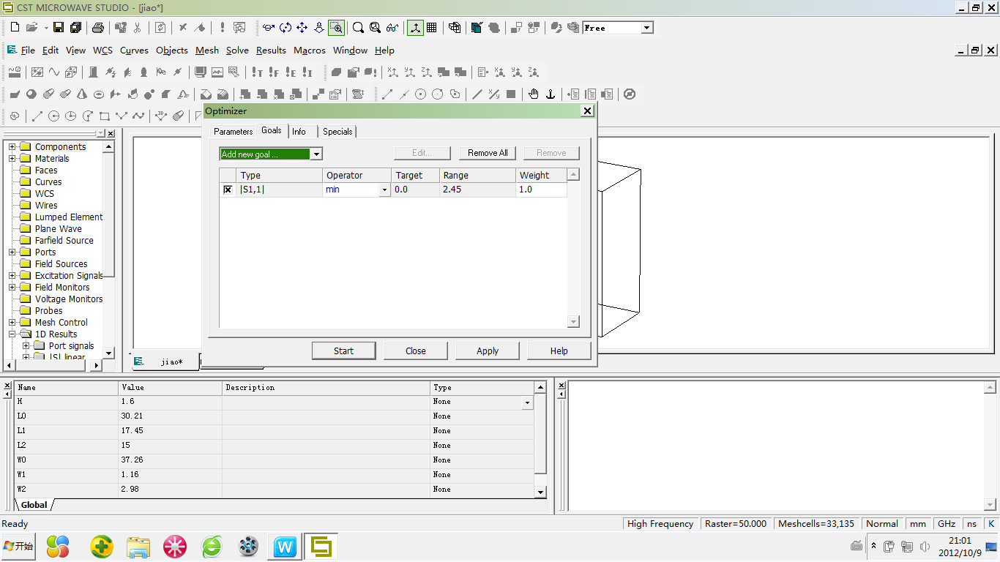 CST MICROWAVE STUDIO - [jiao*]
Free
File Edit View WCS Curves Objects Mesh Solve Results Macros Window Help
Optimizer
Parameters Goals Info Specials
Add new goal ... Edit... Remove All Remove
Type Operator Target Range Weight
|S1,1| min 0.0 2.45 1.0
Start Close Apply Help
Components
Materials
Faces
Curves
WCS
Wires
Lumped Element
Plane Wave
Farfield Source
Ports
Field Sources
Excitation Signals
Field Monitors
Voltage Monitors
Probes
Mesh Control
1D Results
Port signals
|S| linear
jiao*
Name Value Description Type
H 1.6 None
L0 30.21 None
L1 17.45 None
L2 15 None
W0 37.26 None
W1 1.16 None
W2 2.98 None
Global
Ready High Frequency Raster=50.000 Meshcells=33,135 Normal mm GHz ns K
开始
21:01
2012/10/9